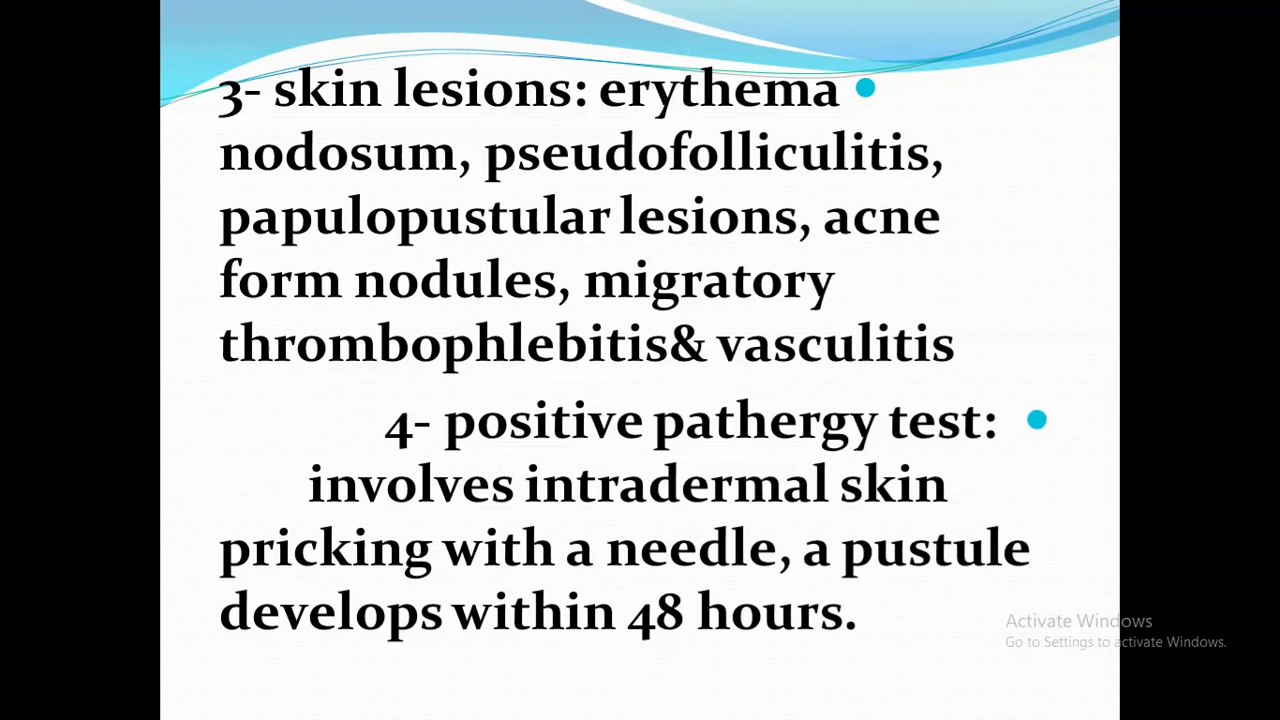 3- skin lesions: erythema
nodosum, pseudofolliculitis,
papulopustular lesions, acne
form nodules, migratory
thrombophlebitis& vasculitis
4- positive pathergy test:
involves intradermal skin
pricking with a needle, a pustule
develops within 48 hours.
Activate Windows
Go to Settings to activate Windows.